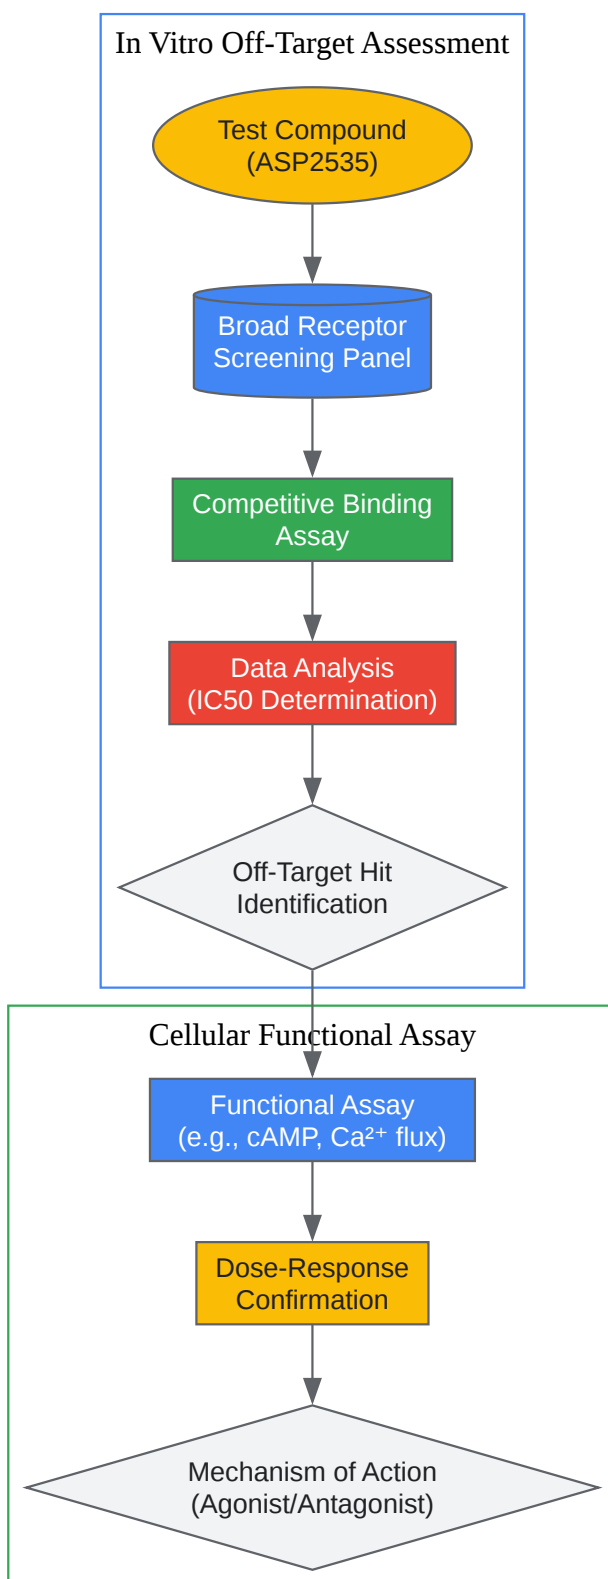 In Vitro Off-Target Assessment
Test Compound
(ASP2535)
Broad Receptor
Screening Panel
Competitive Binding
Assay
Data Analysis
(IC50 Determination)
Off-Target Hit
Identification
Cellular Functional Assay
Functional Assay
(e.g., cAMP, Ca²⁺ flux)
Dose-Response
Confirmation
Mechanism of Action
(Agonist/Antagonist)